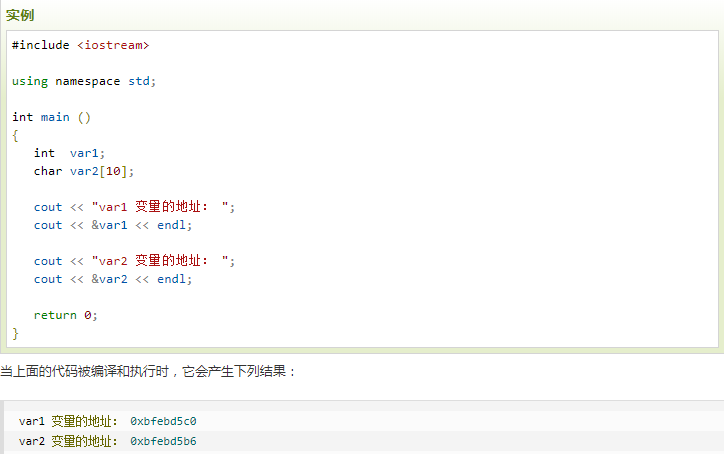 实例
#include <iostream>
using namespace std;
int main ()
{
   int  var1;
   char var2[10];
   cout << "var1 变量的地址： ";
   cout << &var1 << endl;
   cout << "var2 变量的地址： ";
   cout << &var2 << endl;
   return 0;
}
当上面的代码被编译和执行时，它会产生下列结果：
var1 变量的地址： 0xbfebd5c0
var2 变量的地址： 0xbfebd5b6